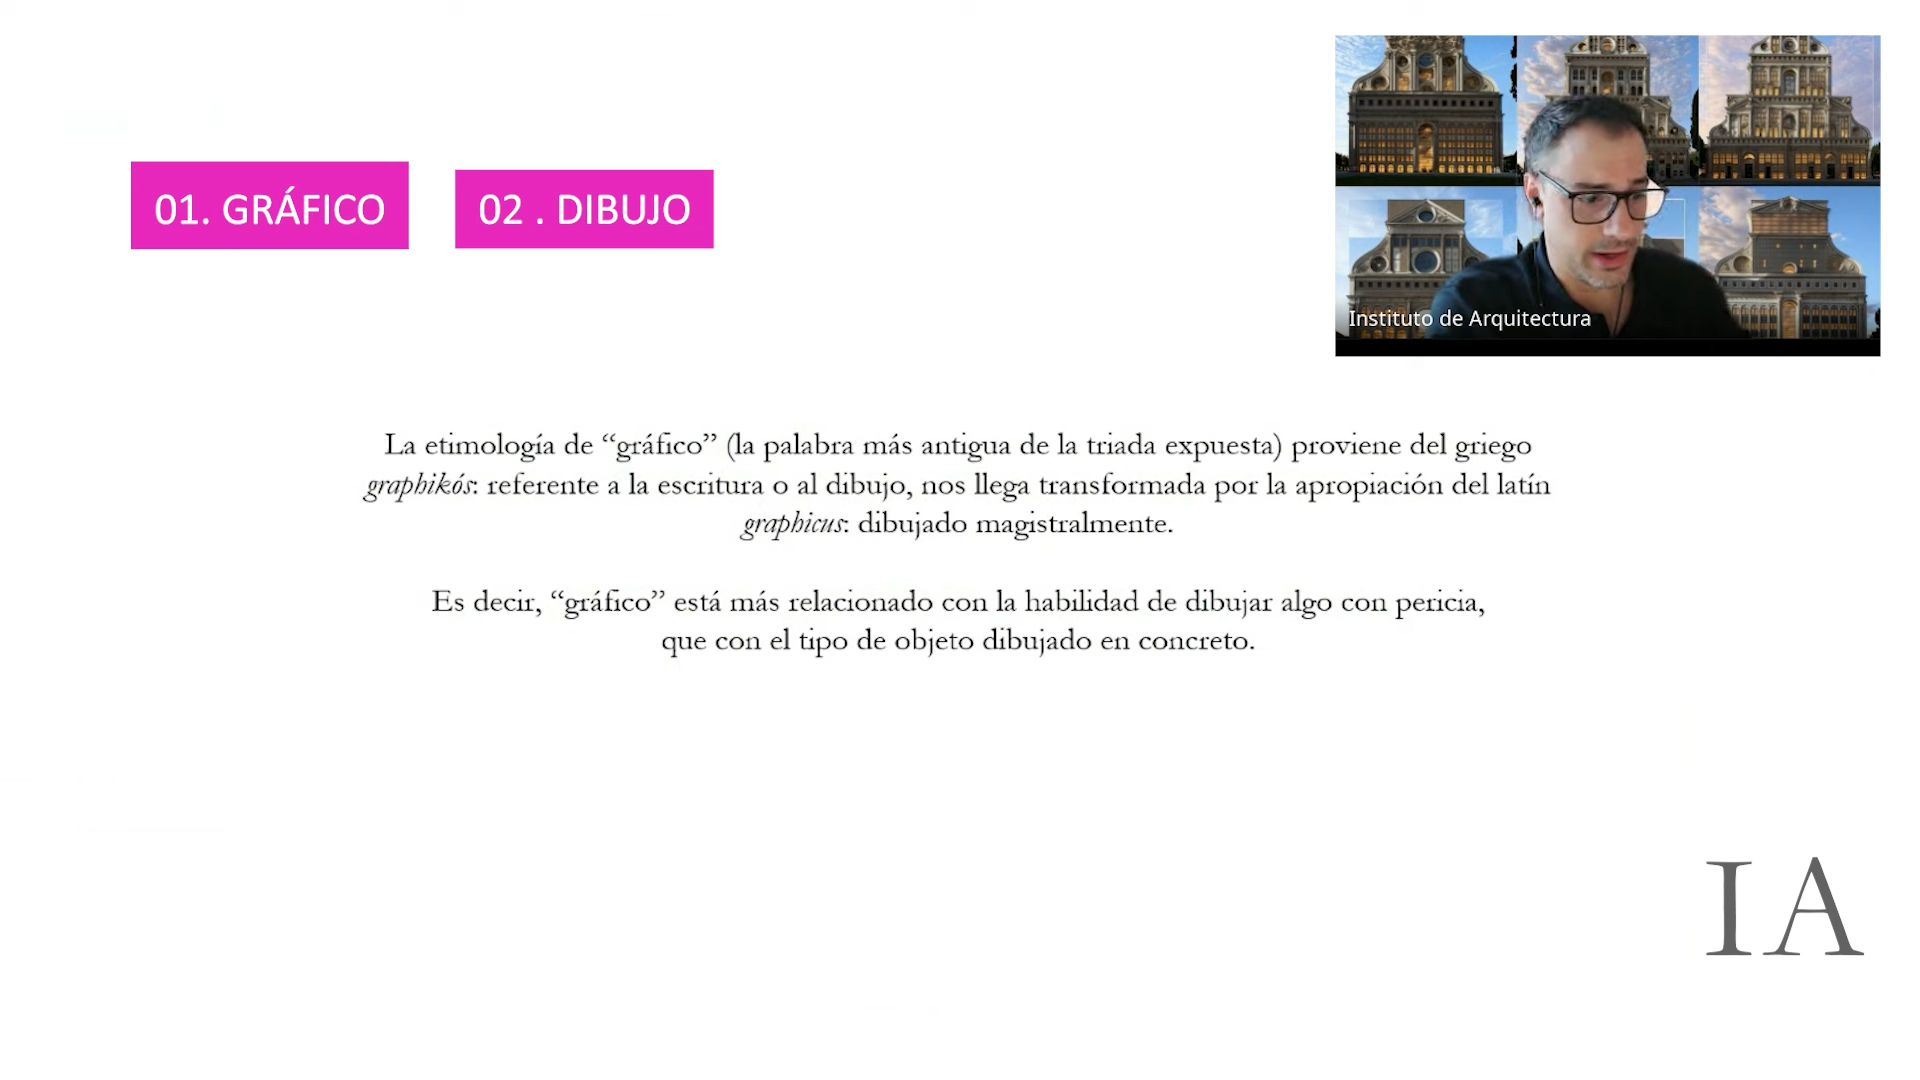 01. GRÁFICO
02 . DIBUJO
Instituto de Arquitectura
La etimología de “gráfico” (la palabra más antigua de la triada expuesta) proviene del griego
graphikós: referente a la escritura o al dibujo, nos llega transformada por la apropiación del latín
graphicus: dibujado magistralmente.
Es decir, “gráfico” está más relacionado con la habilidad de dibujar algo con pericia,
que con el tipo de objeto dibujado en concreto.
IA